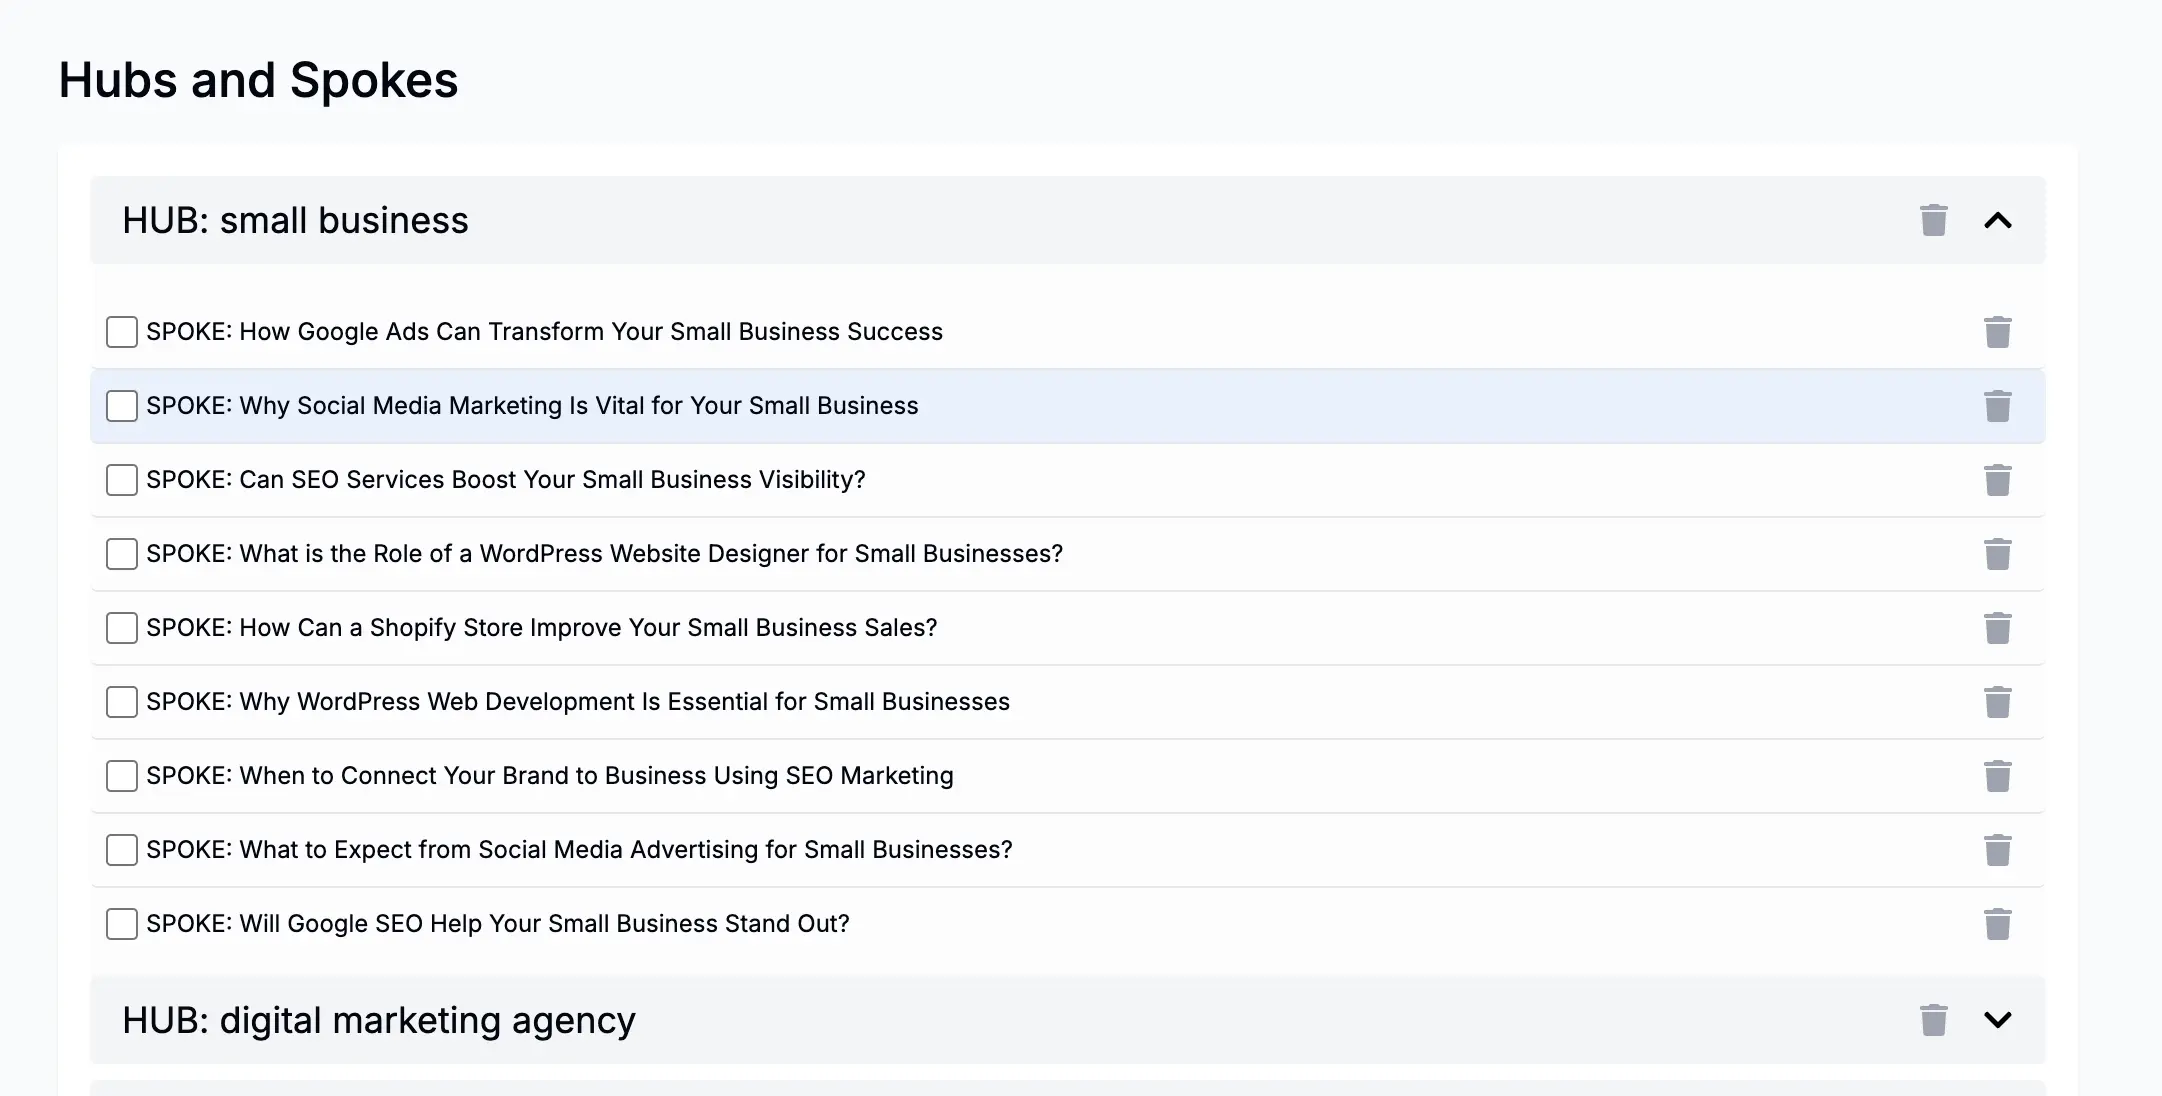 Hubs and Spokes
HUB: small business
SPOKE: How Google Ads Can Transform Your Small Business Success
SPOKE: Why Social Media Marketing Is Vital for Your Small Business
SPOKE: Can SEO Services Boost Your Small Business Visibility?
SPOKE: What is the Role of a WordPress Website Designer for Small Businesses?
SPOKE: How Can a Shopify Store Improve Your Small Business Sales?
SPOKE: Why WordPress Web Development Is Essential for Small Businesses
SPOKE: When to Connect Your Brand to Business Using SEO Marketing
SPOKE: What to Expect from Social Media Advertising for Small Businesses?
SPOKE: Will Google SEO Help Your Small Business Stand Out?
HUB: digital marketing agency